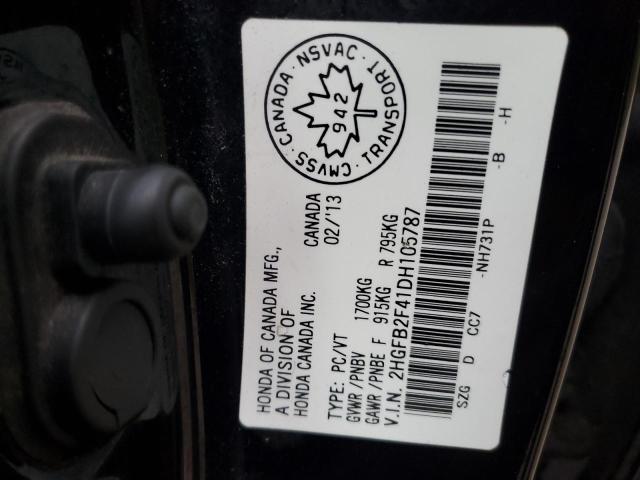 HONDA OF CANADA MFG., CANADA
A DIVISION OF 02/'13
HONDA CANADA INC.
CMVSS · CANADA · NSVAC · TRANSPORT
942
TYPE: PC/VT
GVWR /PNBV 1700KG
GAWR /PNBE F 915KG R 795KG
V.I.N. 2HGFB2F41DH105787
SZG D CC7 -NH731P -B -H